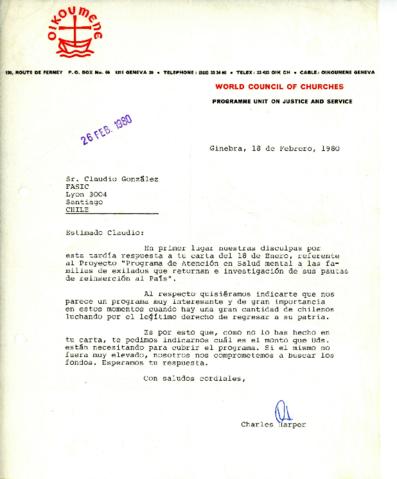 OIKOUMENE
150, ROUTE DE FERNEY P. O. BOX No. 66 1211 GENEVA 20 • TELEPHONE: (022) 33 34 00 • TELEX: 23 423 OIK CH • CABLE: OIKOUMENE GENEVA
WORLD COUNCIL OF CHURCHES
PROGRAMME UNIT ON JUSTICE AND SERVICE
26 FEB. 1980
Ginebra, 18 de Febrero, 1980
Sr. Claudio González
FASIC
Lyon 3004
Santiago
CHILE
Estimado Claudio:
En primer lugar nuestras disculpas por
esta tardía respuesta a tu carta del 18 de Enero, referente
al Proyecto "Programa de Atención en Salud mental a las fa-
milias de exilados que retornan e investigación de sus pautas
de reinserción al País".
Al respecto quisiéramos indicarte que nos
parece un programa muy interesante y de gran importancia
en estos momentos cuando hay una gran cantidad de chilenos
luchando por el legítimo derecho de regresar a su patria.
Es por esto que, como no lo has hecho en
tu carta, te pedimos indicarnos cuál es el monto que Uds.
están necesitando para cubrir el programa. Si el mismo no
fuera muy elevado, nosotros nos comprometemos a buscar los
fondos. Esperamos tu respuesta.
Con saludos cordiales,
Charles Harper